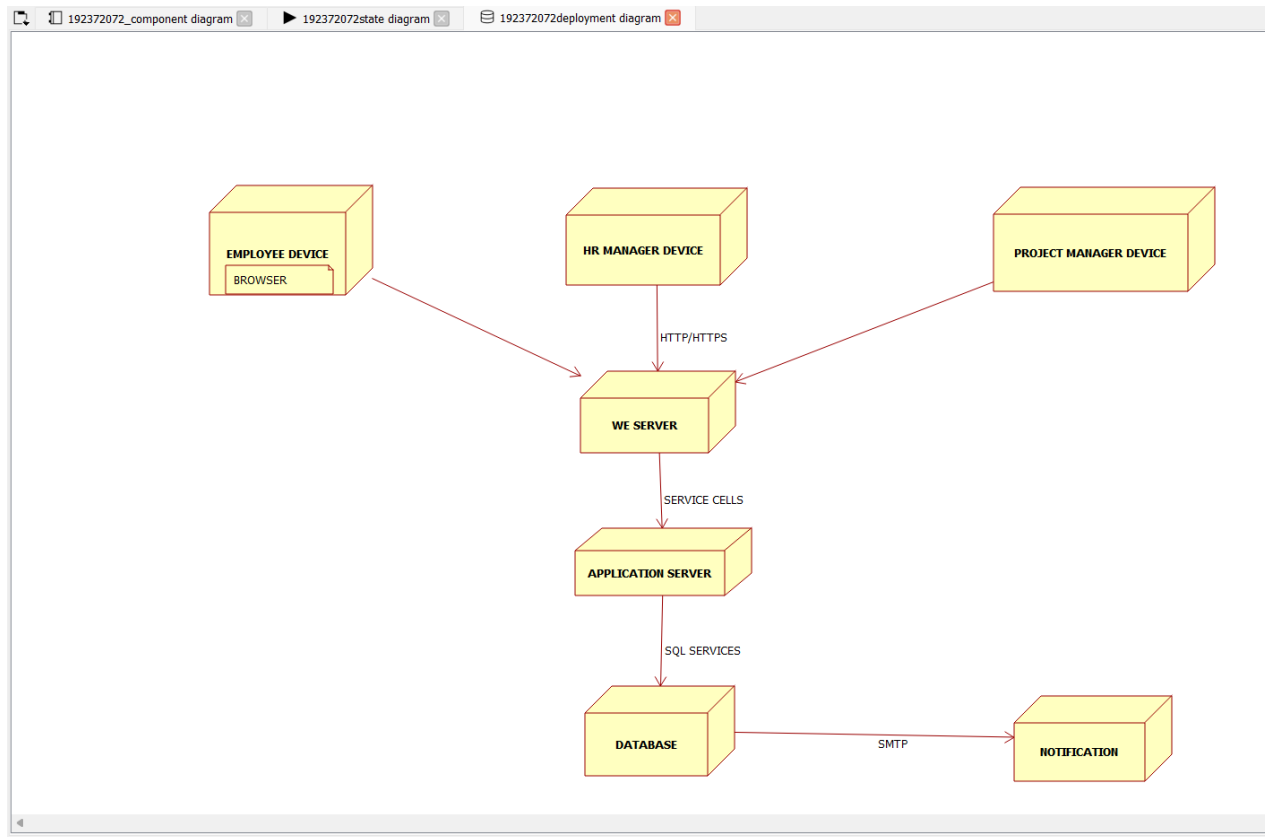 192372072_component diagram
192372072state diagram
192372072deployment diagram
EMPLOYEE DEVICE
BROWSER
HR MANAGER DEVICE
PROJECT MANAGER DEVICE
HTTP/HTTPS
WE SERVER
SERVICE CELLS
APPLICATION SERVER
SQL SERVICES
DATABASE
SMTP
NOTIFICATION